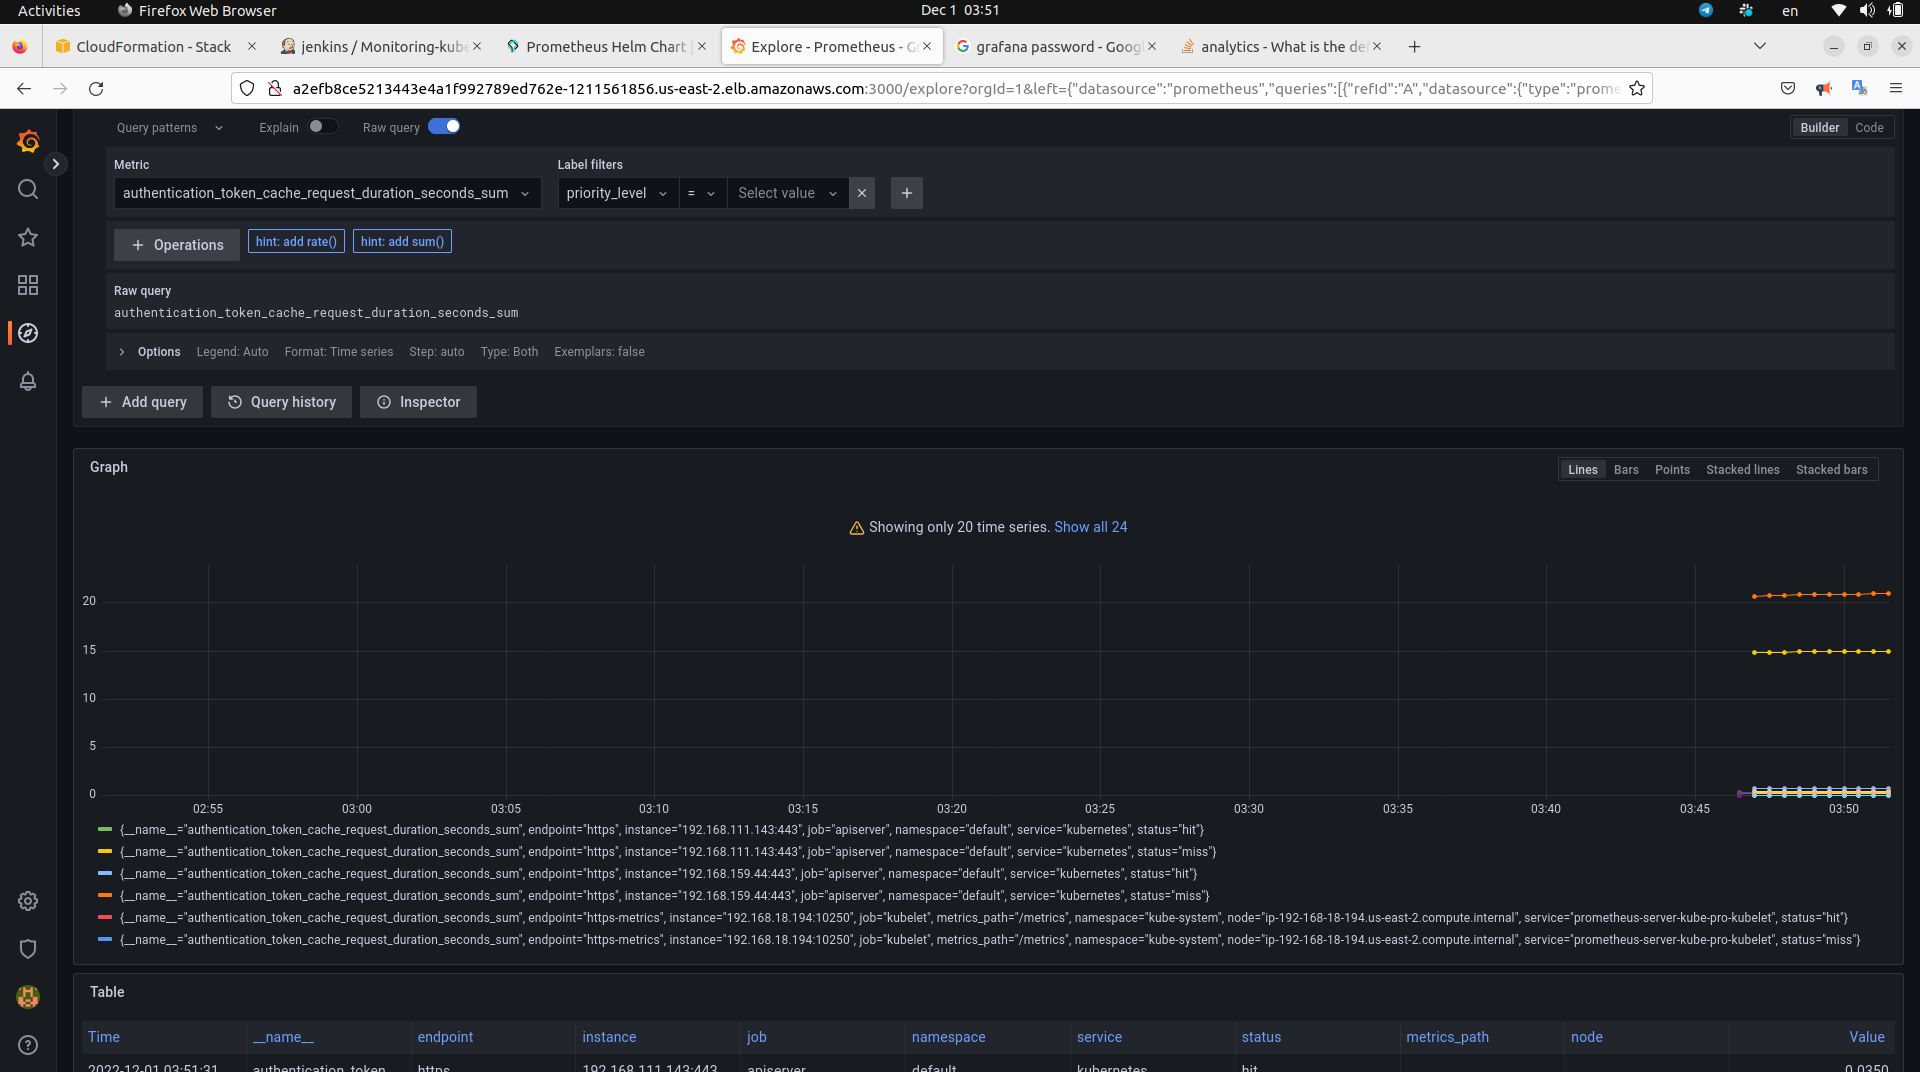 Activities Firefox Web Browser Dec 1 03:51 en
CloudFormation - Stack jenkins / Monitoring-kube Prometheus Helm Chart | Explore - Prometheus - Gr grafana password - Googl analytics - What is the def
a2efb8ce5213443e4a1f992789ed762e-1211561856.us-east-2.elb.amazonaws.com:3000/explore?orgId=1&left={"datasource":"prometheus","queries":[{"refId":"A","datasource":{"type":"prome
Query patterns Explain Raw query Builder Code
Metric Label filters
authentication_token_cache_request_duration_seconds_sum priority_level = Select value
Operations hint: add rate() hint: add sum()
Raw query
authentication_token_cache_request_duration_seconds_sum
Options Legend: Auto Format: Time series Step: auto Type: Both Exemplars: false
Add query Query history Inspector
Graph Lines Bars Points Stacked lines Stacked bars
Showing only 20 time series. Show all 24
20
15
10
5
0
02:55 03:00 03:05 03:10 03:15 03:20 03:25 03:30 03:35 03:40 03:45 03:50
{__name__="authentication_token_cache_request_duration_seconds_sum", endpoint="https", instance="192.168.111.143:443", job="apiserver", namespace="default", service="kubernetes", status="hit"}
{__name__="authentication_token_cache_request_duration_seconds_sum", endpoint="https", instance="192.168.111.143:443", job="apiserver", namespace="default", service="kubernetes", status="miss"}
{__name__="authentication_token_cache_request_duration_seconds_sum", endpoint="https", instance="192.168.159.44:443", job="apiserver", namespace="default", service="kubernetes", status="hit"}
{__name__="authentication_token_cache_request_duration_seconds_sum", endpoint="https", instance="192.168.159.44:443", job="apiserver", namespace="default", service="kubernetes", status="miss"}
{__name__="authentication_token_cache_request_duration_seconds_sum", endpoint="https-metrics", instance="192.168.18.194:10250", job="kubelet", metrics_path="/metrics", namespace="kube-system", node="ip-192-168-18-194.us-east-2.compute.internal", service="prometheus-server-kube-pro-kubelet", status="hit"}
{__name__="authentication_token_cache_request_duration_seconds_sum", endpoint="https-metrics", instance="192.168.18.194:10250", job="kubelet", metrics_path="/metrics", namespace="kube-system", node="ip-192-168-18-194.us-east-2.compute.internal", service="prometheus-server-kube-pro-kubelet", status="miss"}
Table
Time __name__ endpoint instance job namespace service status metrics_path node Value
2022-12-01 03:51:31 authentication_token_ https 192.168.111.143:443 apiserver default kubernetes hit 0.0350